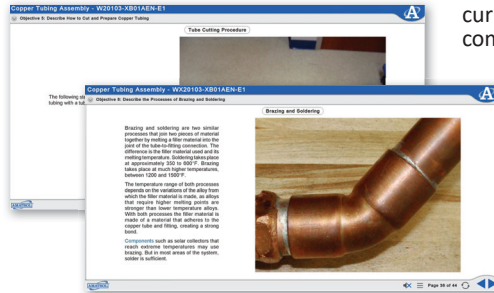 Copper Tubing Assembly - W20103-XB01AEN-E1
Objective 5: Describe How to Cut and Prepare Copper Tubing
Tube Cutting Procedure
The following
tubing with a
AMATROL
cur
con
Copper Tubing Assembly - WX20103-XB01AEN-E1
Objective 8: Describe the Processes of Brazing and Soldering
Brazing and Soldering
Brazing and soldering are two similar
processes that join two pieces of material
together by melting a filler material into the
joint of the tube-to-fitting connection. The
difference is the filler material used and its
melting temperature. Soldering takes place
at approximately 350 to 600°F. Brazing
takes place at much higher temperatures,
between 1200 and 1500°F.
The temperature range of both processes
depends on the variations of the alloy from
which the filler material is made, as alloys
that require higher melting points are
stronger than lower temperature alloys.
With both processes the filler material is
made of a material that adheres to the
copper tube and fitting, creating a strong
bond.
Components such as solar collectors that
reach extreme temperatures may use
brazing. But in most areas of the system,
solder is sufficient.
AMATROL
Page 36 of 44